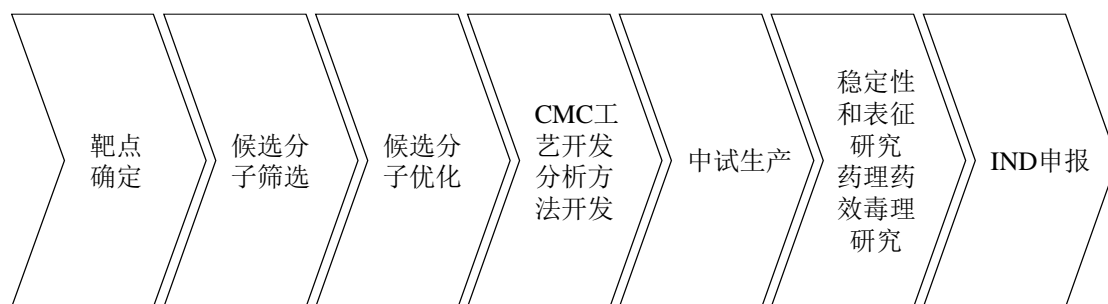 靶点
确定
候选分
子筛选
候选分
子优化
CMC工
艺开发
分析方
法开发
中试生产
稳定性
和表征
研究
药理药
效毒理
研究
IND申报